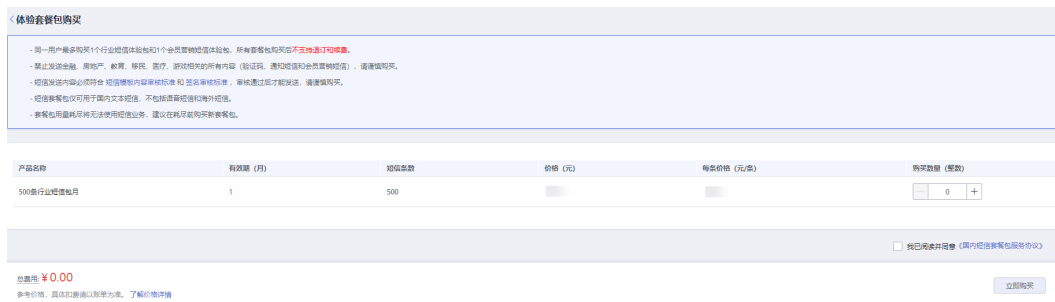 体验套餐包购买
- 同一用户最多购买1个行业短信体验包和1个会员营销短信体验包，所有套餐包购买后不支持退订和续费。
- 禁止发送金融、房地产、教育、移民、医疗、游戏相关的所有内容（验证码、通知短信和会员营销短信），请谨慎购买。
- 短信发送内容必须符合 短信模板内容审核标准 和 签名审核标准 ，审核通过后才能发送，请谨慎购买。
- 短信套餐包仅可用于国内文本短信，不包括语音短信和海外短信。
- 套餐包用量耗尽将无法使用短信业务，建议在耗尽前购买新套餐包。
产品名称 有效期（月） 短信条数 价格（元） 每条价格（元/条） 购买数量（整数）
500条行业短信包月 1 500 0
我已阅读并同意《国内短信套餐包服务协议》
总费用: ¥ 0.00
参考价格，具体扣费请以账单为准。 了解价格详情
立即购买